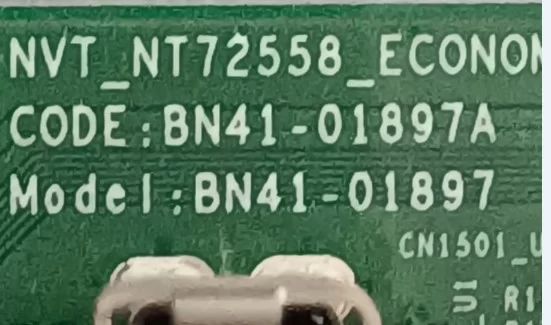 NVT_NT72558_ECONOM
CODE:BN41-01897A
Model:BN41-01897
CN1501_U
R1